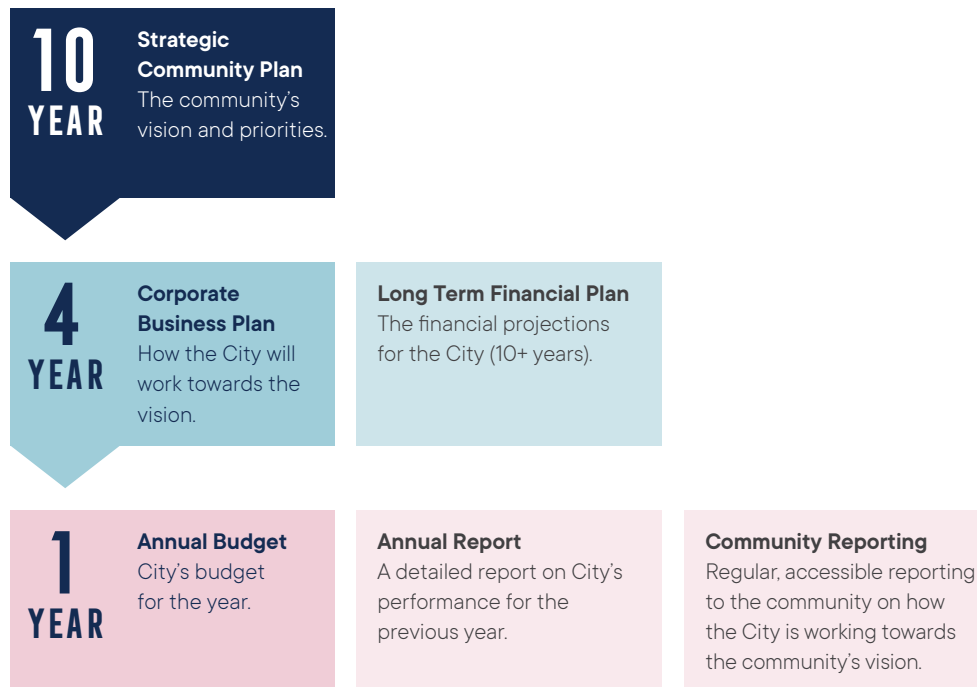 10
YEAR
Strategic
Community Plan
The community's
vision and priorities.
4
YEAR
Corporate
Business Plan
How the City will
work towards the
vision.
Long Term Financial Plan
The financial projections
for the City (10+ years).
1
YEAR
Annual Budget
City's budget
for the year.
Annual Report
A detailed report on City's
performance for the
previous year.
Community Reporting
Regular, accessible reporting
to the community on how
the City is working towards
the community's vision.